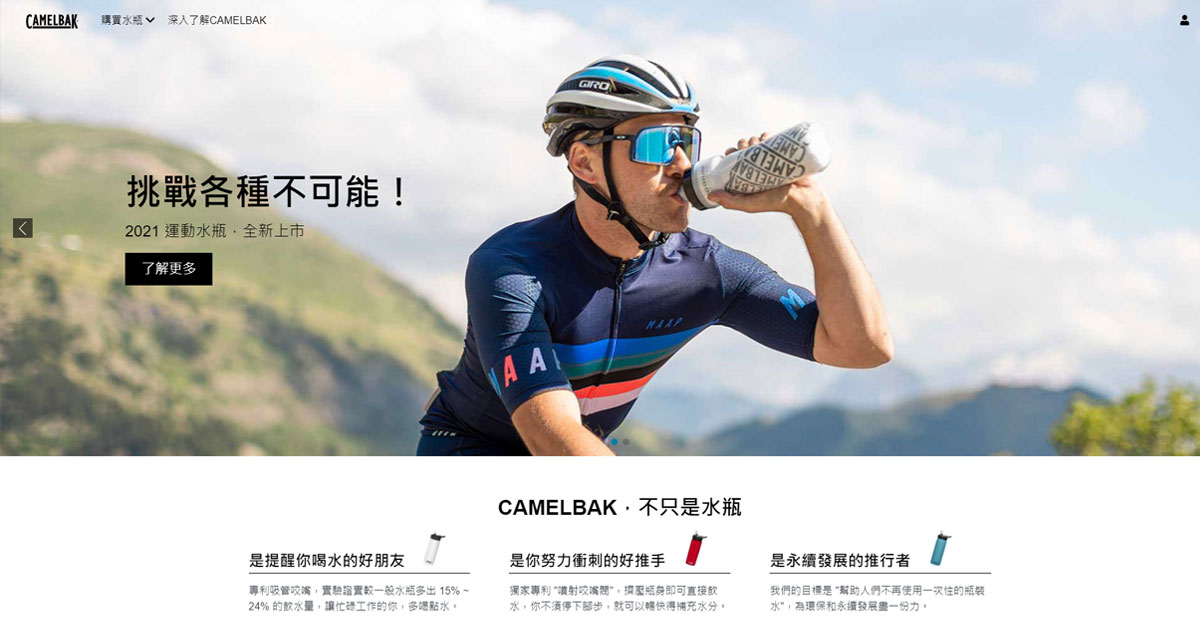 CAMELBAK 購買水瓶 深入了解CAMELBAK
GIRO
CAMELBAK
挑戰各種不可能！
2021 運動水瓶，全新上市
了解更多
MAAP
M
AA
CAMELBAK，不只是水瓶
是提醒你喝水的好朋友 是你努力衝刺的好推手 是永續發展的推行者
專利吸管咬嘴，實驗證實較一般水瓶多出 15% ~ 獨家專利 "噴射咬嘴閥"，擠壓瓶身即可直接飲 我們的目標是 "幫助人們不再使用一次性的瓶裝
24% 的飲水量，讓忙碌工作的你，多喝點水。 水，你不須停下腳步，就可以暢快得補充水分。 水"，為環保和永續發展盡一份力。